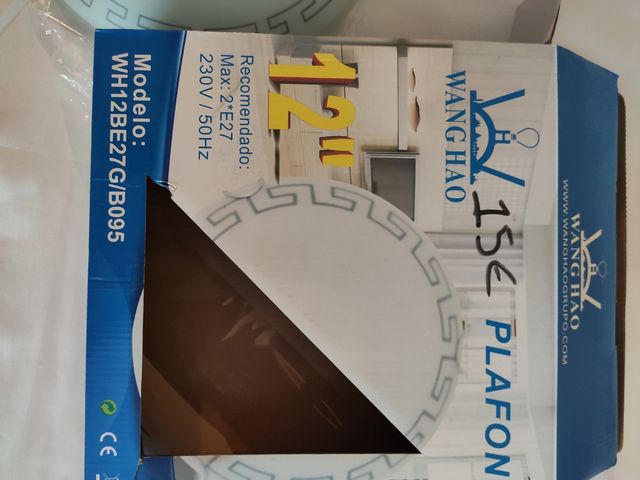 WWW.WANGHAOGRUPO.COM
WANG HAO
WANG HAO
15€
PLAFON
12"
Recomendado:
Max: 2*E27
230V / 50Hz
Modelo:
WH12BE27G/B095
CE